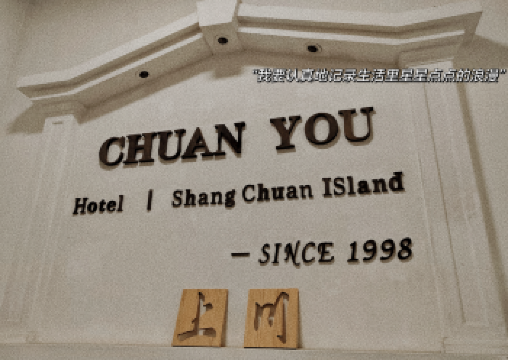 "我要认真地记录生活里星星点点的浪漫"
CHUAN YOU
Hotel | Shang Chuan ISland
— SINCE 1998
上川